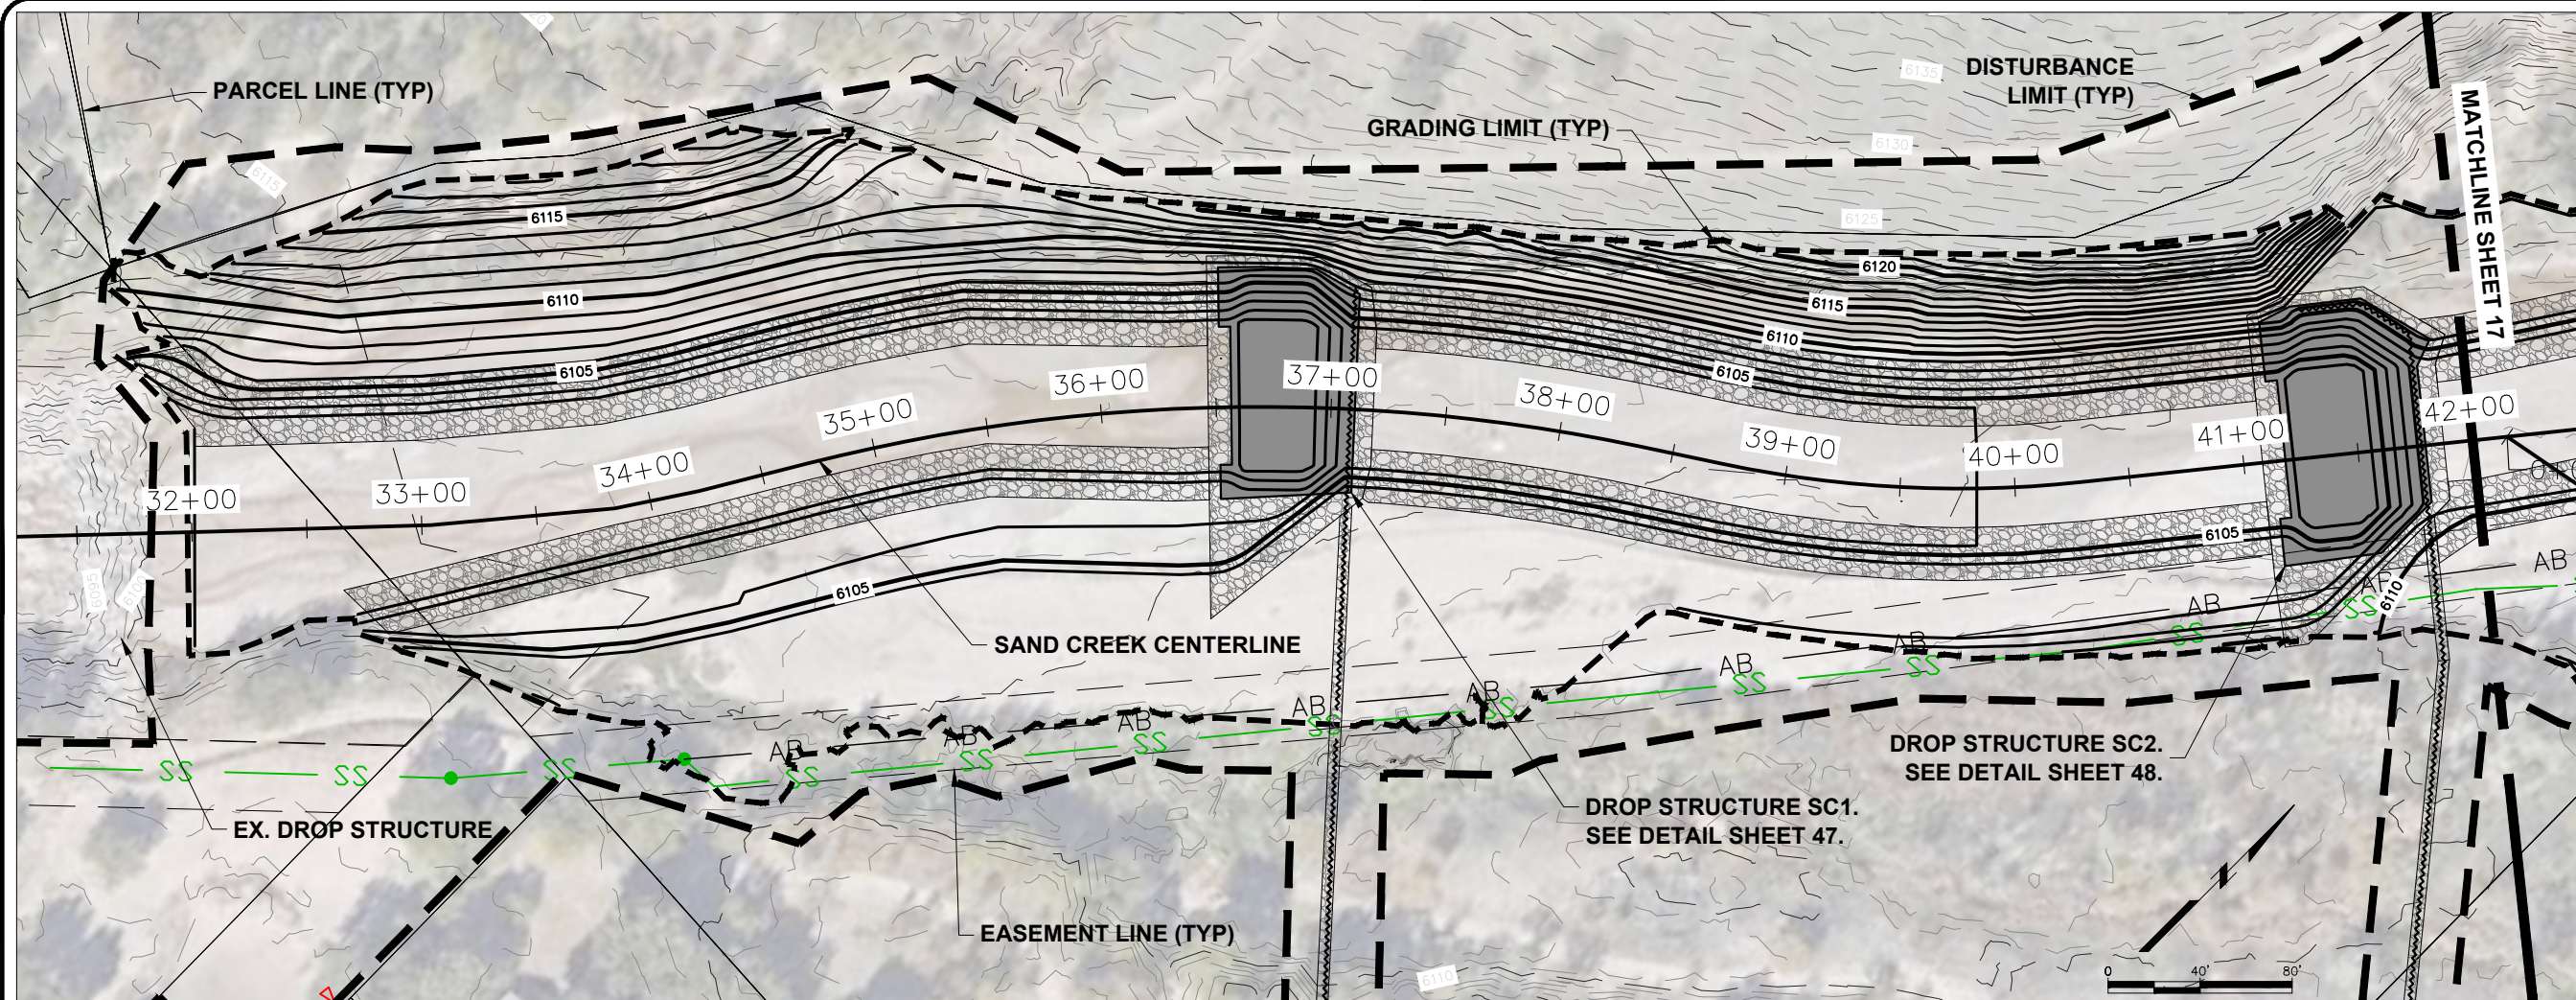 6120
PARCEL LINE (TYP)
DISTURBANCE
LIMIT (TYP)
6135
GRADING LIMIT (TYP)
6130
MATCHLINE SHEET 17
6115
6115
6125
6120
6110
6115
6110
6105
6105
37+00
36+00
38+00
35+00
42+00
41+00
39+00
40+00
34+00
33+00
32+00
6105
6095
6100
6105
6110
SAND CREEK CENTERLINE
AB
AB
AB
AB
AB
AB
AB
AB
AB
AB
SS
SS
SS
SS
SS
SS
SS
SS
SS
SS
SS
SS
SS
DROP STRUCTURE SC2.
SEE DETAIL SHEET 48.
DROP STRUCTURE SC1.
SEE DETAIL SHEET 47.
EX. DROP STRUCTURE
EASEMENT LINE (TYP)
6110
0 40' 80'